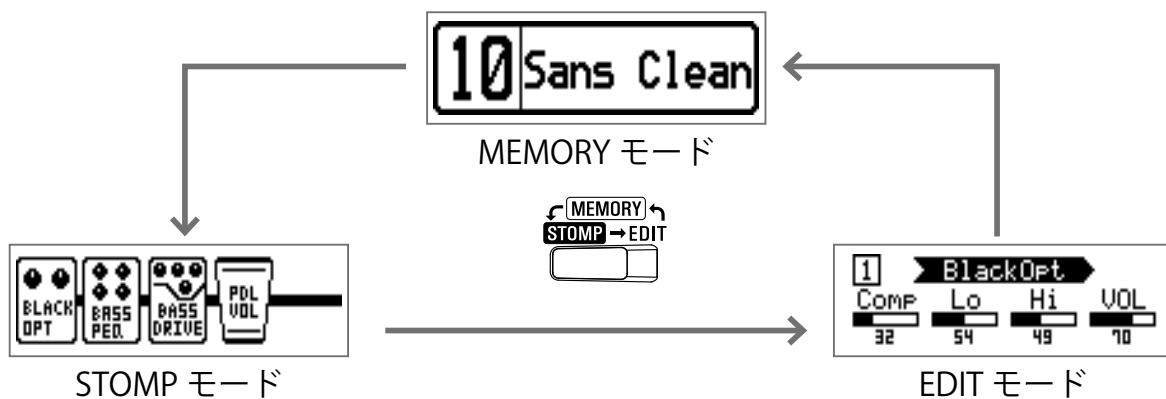 10 Sans Clean
MEMORY モード
MEMORY
STOMP → EDIT
BLACK OPT
BASS PEQ.
BASS DRIVE
PDL VOL
STOMP モード
1 BlackOpt
Comp Lo Hi VOL
32 54 49 70
EDIT モード